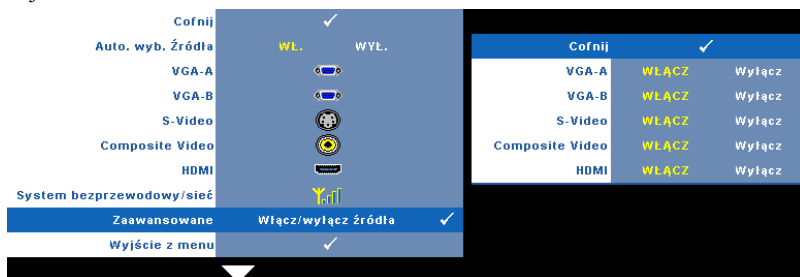 Cofnij
Auto. wyb. Źródła WŁ. WYŁ.
VGA-A
VGA-B
S-Video
Composite Video
HDMI
System bezprzewodowy/sieć
Zaawansowane Włącz/wyłącz źródła
Wyjście z menu
Cofnij
VGA-A WŁĄCZ Wyłącz
VGA-B WŁĄCZ Wyłącz
S-Video WŁĄCZ Wyłącz
Composite Video WŁĄCZ Wyłącz
HDMI WŁĄCZ Wyłącz